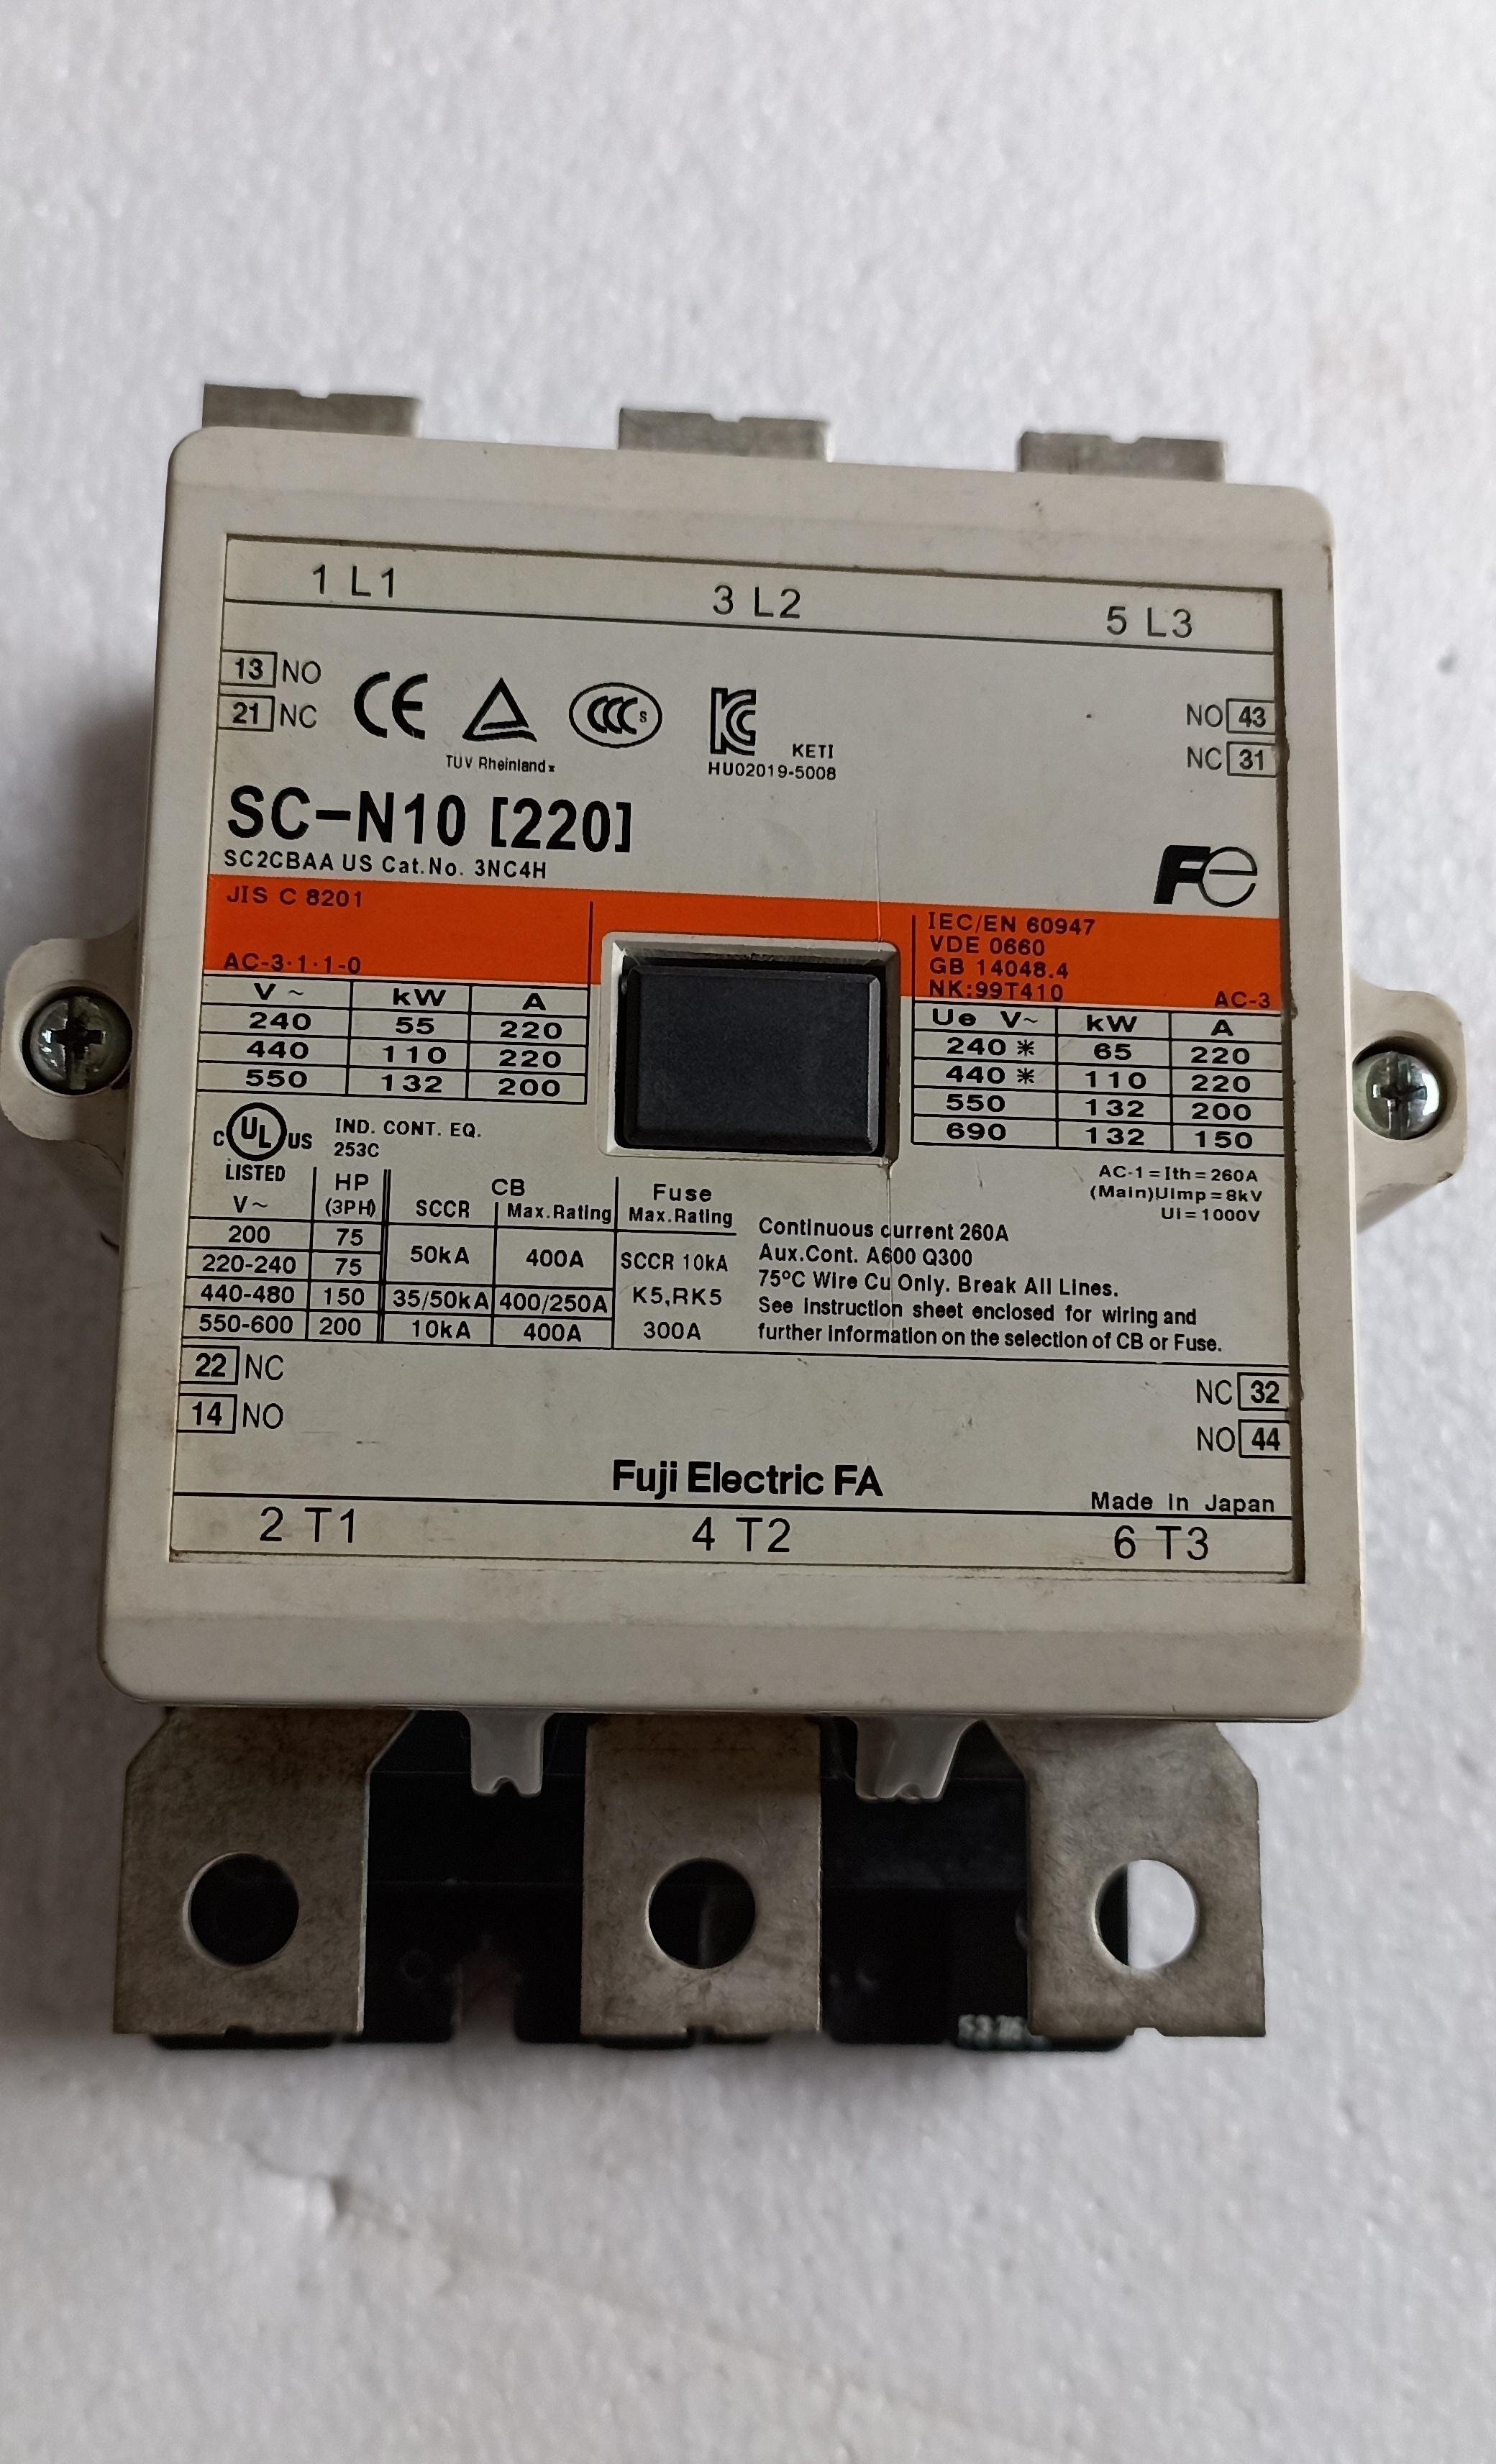 1 L1 3 L2 5 L3
13 NO
21 NC
CE
TÜV Rheinland
CCC S
KC
KETI
HU02019-5008
NO 43
NC 31
SC-N10 [220]
SC2CBAA US Cat.No. 3NC4H
Fe
JIS C 8201
AC-3·1·1-0
V~ kW A
240 55 220
440 110 220
550 132 200
IEC/EN 60947
VDE 0660
GB 14048.4
NK:99T410
AC-3
Ue V~ kW A
240* 65 220
440* 110 220
550 132 200
690 132 150
C UL US
LISTED
IND. CONT. EQ.
253C
AC-1=Ith=260A
(Main)Uimp=8kV
Ui=1000V
V~ HP (3PH) SCCR CB Max.Rating Fuse Max.Rating
200 75 50kA 400A SCCR 10kA
220-240 75
440-480 150 35/50kA 400/250A K5,RK5
550-600 200 10kA 400A 300A
Continuous current 260A
Aux.Cont. A600 Q300
75°C Wire Cu Only. Break All Lines.
See instruction sheet enclosed for wiring and
further information on the selection of CB or Fuse.
22 NC
14 NO
NC 32
NO 44
Fuji Electric FA
Made in Japan
2 T1 4 T2 6 T3